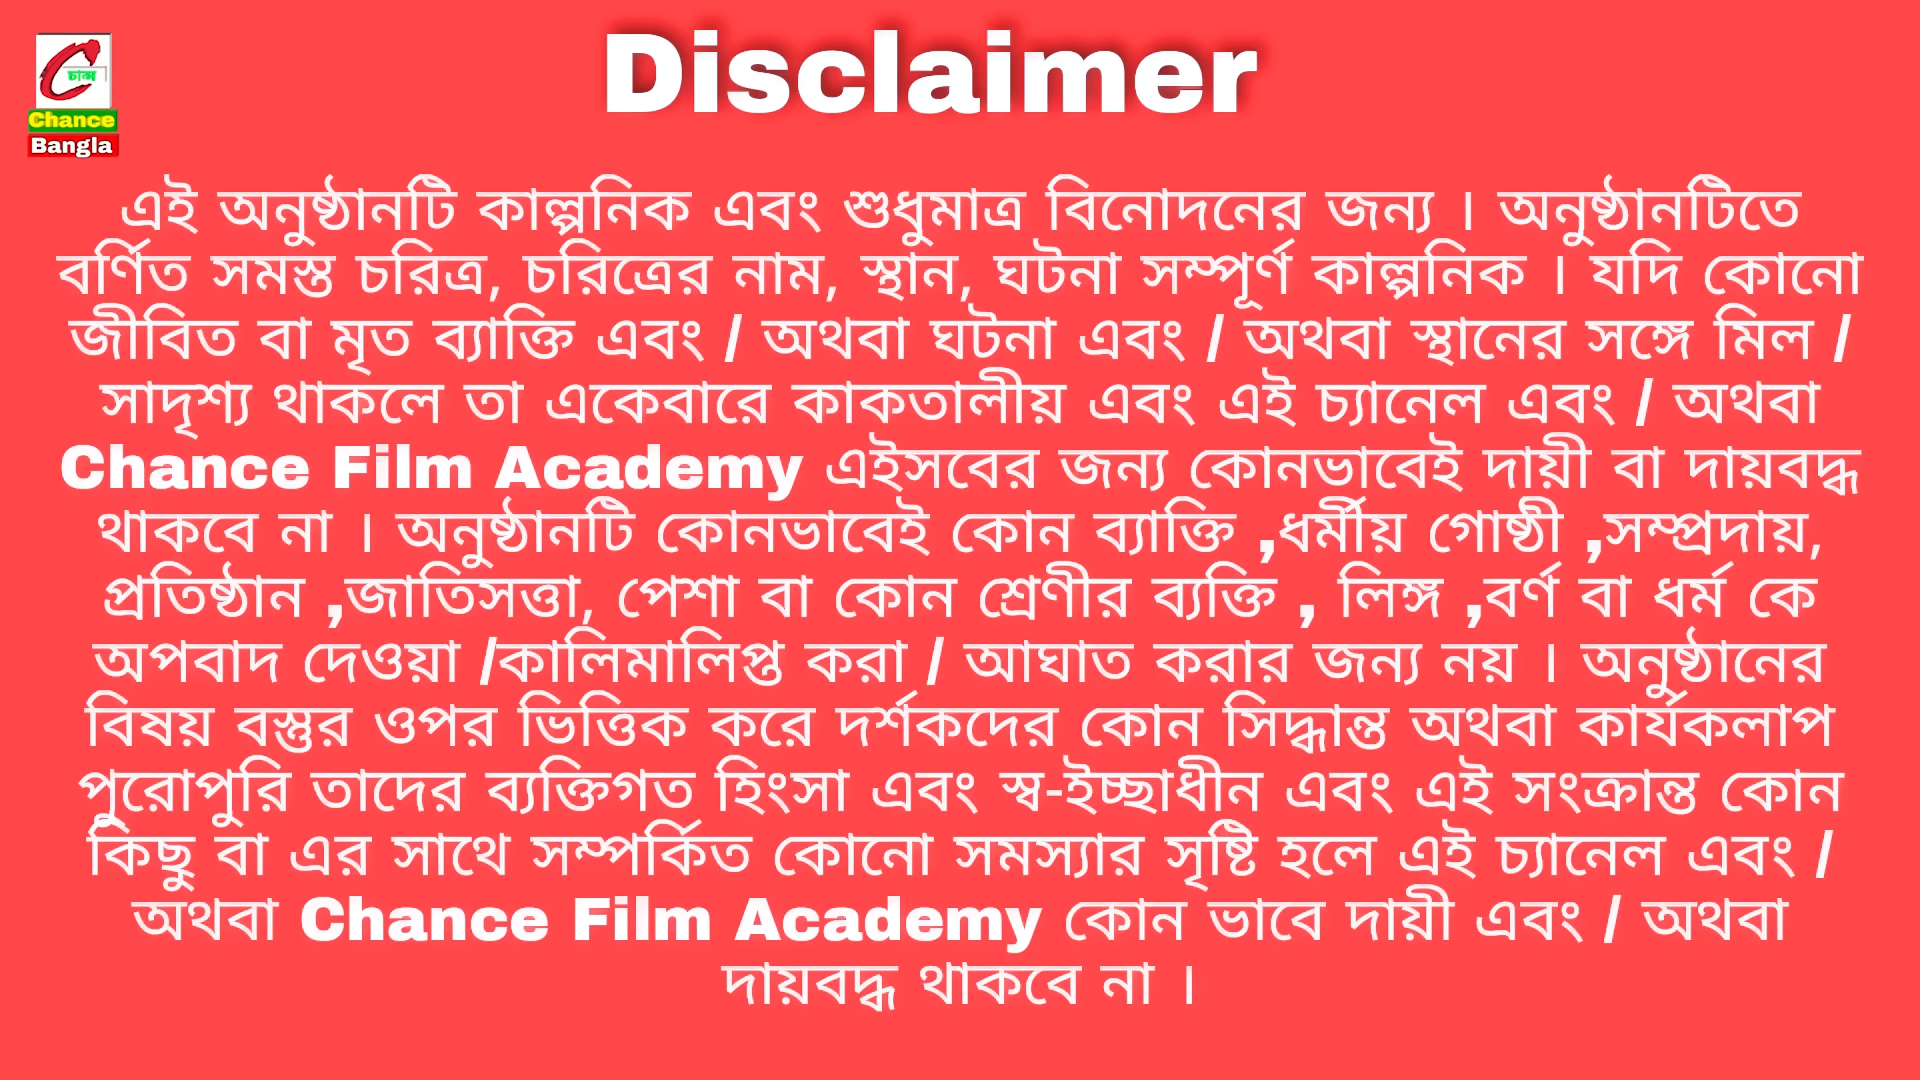 Disclaimer
চান্স
Chance
Bangla
এই অনুষ্ঠানটি কাল্পনিক এবং শুধুমাত্র বিনোদনের জন্য । অনুষ্ঠানটিতে
বর্ণিত সমস্ত চরিত্র, চরিত্রের নাম, স্থান, ঘটনা সম্পূর্ণ কাল্পনিক । যদি কোনো
জীবিত বা মৃত ব্যাক্তি এবং / অথবা ঘটনা এবং / অথবা স্থানের সঙ্গে মিল /
সাদৃশ্য থাকলে তা একেবারে কাকতালীয় এবং এই চ্যানেল এবং / অথবা
Chance Film Academy এইসবের জন্য কোনভাবেই দায়ী বা দায়বদ্ধ
থাকবে না । অনুষ্ঠানটি কোনভাবেই কোন ব্যাক্তি ,ধর্মীয় গোষ্ঠী ,সম্প্রদায়,
প্রতিষ্ঠান ,জাতিসত্তা, পেশা বা কোন শ্রেণীর ব্যক্তি , লিঙ্গ ,বর্ণ বা ধর্ম কে
অপবাদ দেওয়া /কালিমালিপ্ত করা / আঘাত করার জন্য নয় । অনুষ্ঠানের
বিষয় বস্তুর ওপর ভিত্তিক করে দর্শকদের কোন সিদ্ধান্ত অথবা কার্যকলাপ
পুরোপুরি তাদের ব্যক্তিগত হিংসা এবং স্ব-ইচ্ছাধীন এবং এই সংক্রান্ত কোন
কিছু বা এর সাথে সম্পর্কিত কোনো সমস্যার সৃষ্টি হলে এই চ্যানেল এবং /
অথবা Chance Film Academy কোন ভাবে দায়ী এবং / অথবা
দায়বদ্ধ থাকবে না ।